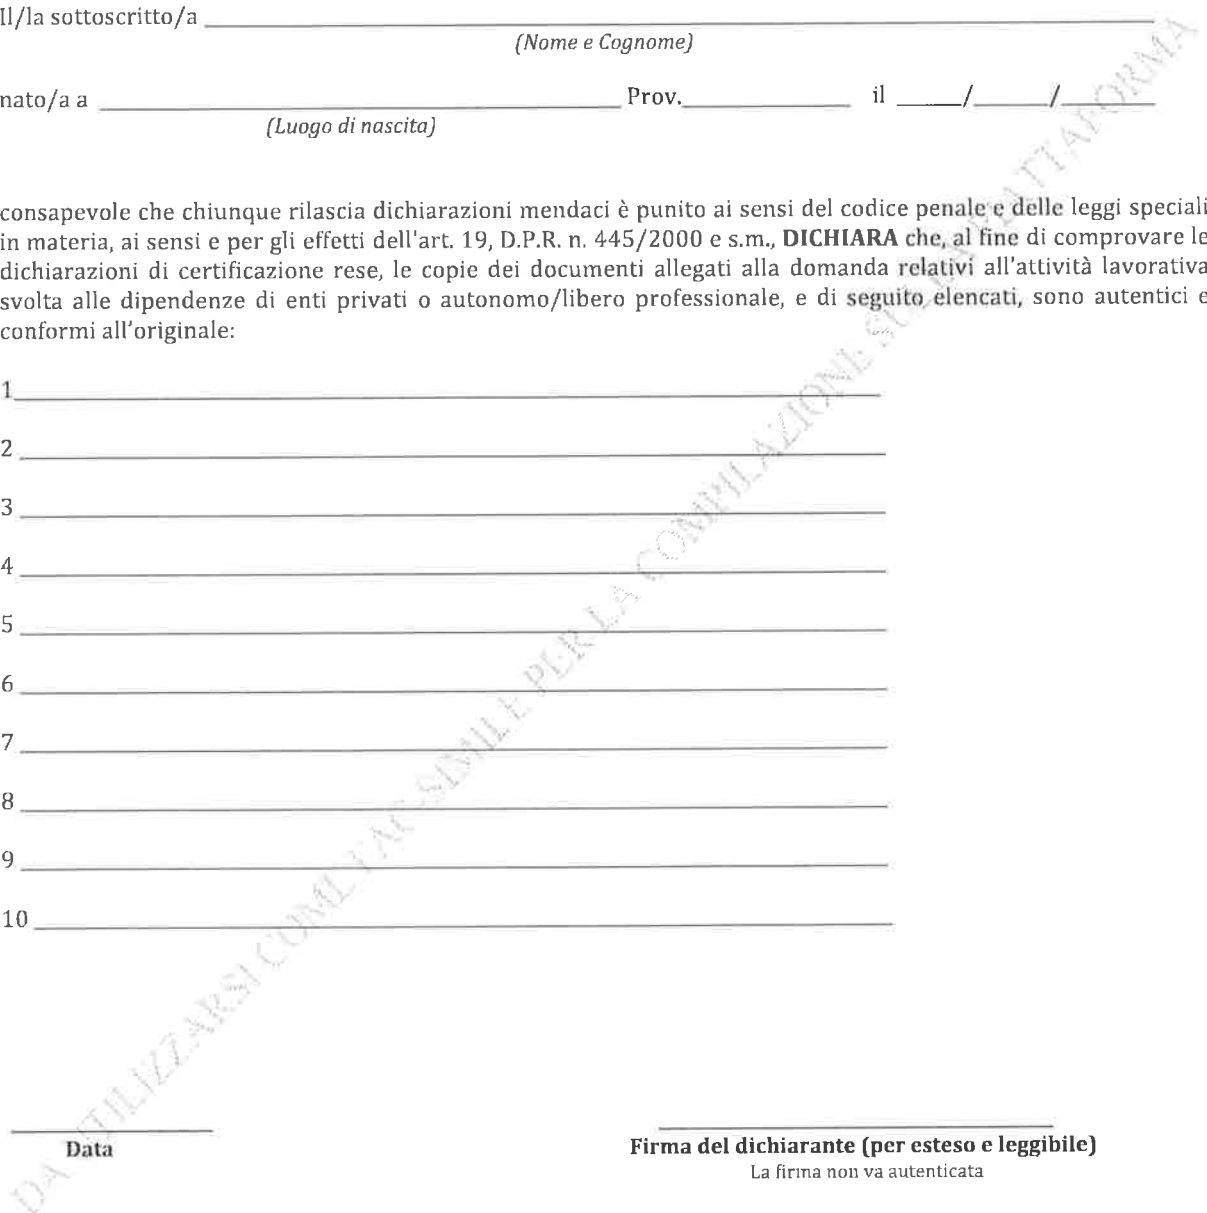 Il/la sottoscritto/a
(Nome e Cognome)
nato/a a Prov. il / /
(Luogo di nascita)
consapevole che chiunque rilascia dichiarazioni mendaci è punito ai sensi del codice penale e delle leggi speciali
in materia, ai sensi e per gli effetti dell'art. 19, D.P.R. n. 445/2000 e s.m., DICHIARA che, al fine di comprovare le
dichiarazioni di certificazione rese, le copie dei documenti allegati alla domanda relativi all'attività lavorativa
svolta alle dipendenze di enti privati o autonomo/libero professionale, e di seguito elencati, sono autentici e
conformi all'originale:
1
2
3
4
5
6
7
8
9
10
Data
Firma del dichiarante (per esteso e leggibile)
La firma non va autenticata
DA UTILIZZARSI COME FAC-SIMILE PER LA COMPILAZIONE SULLA PIATTAFORMA